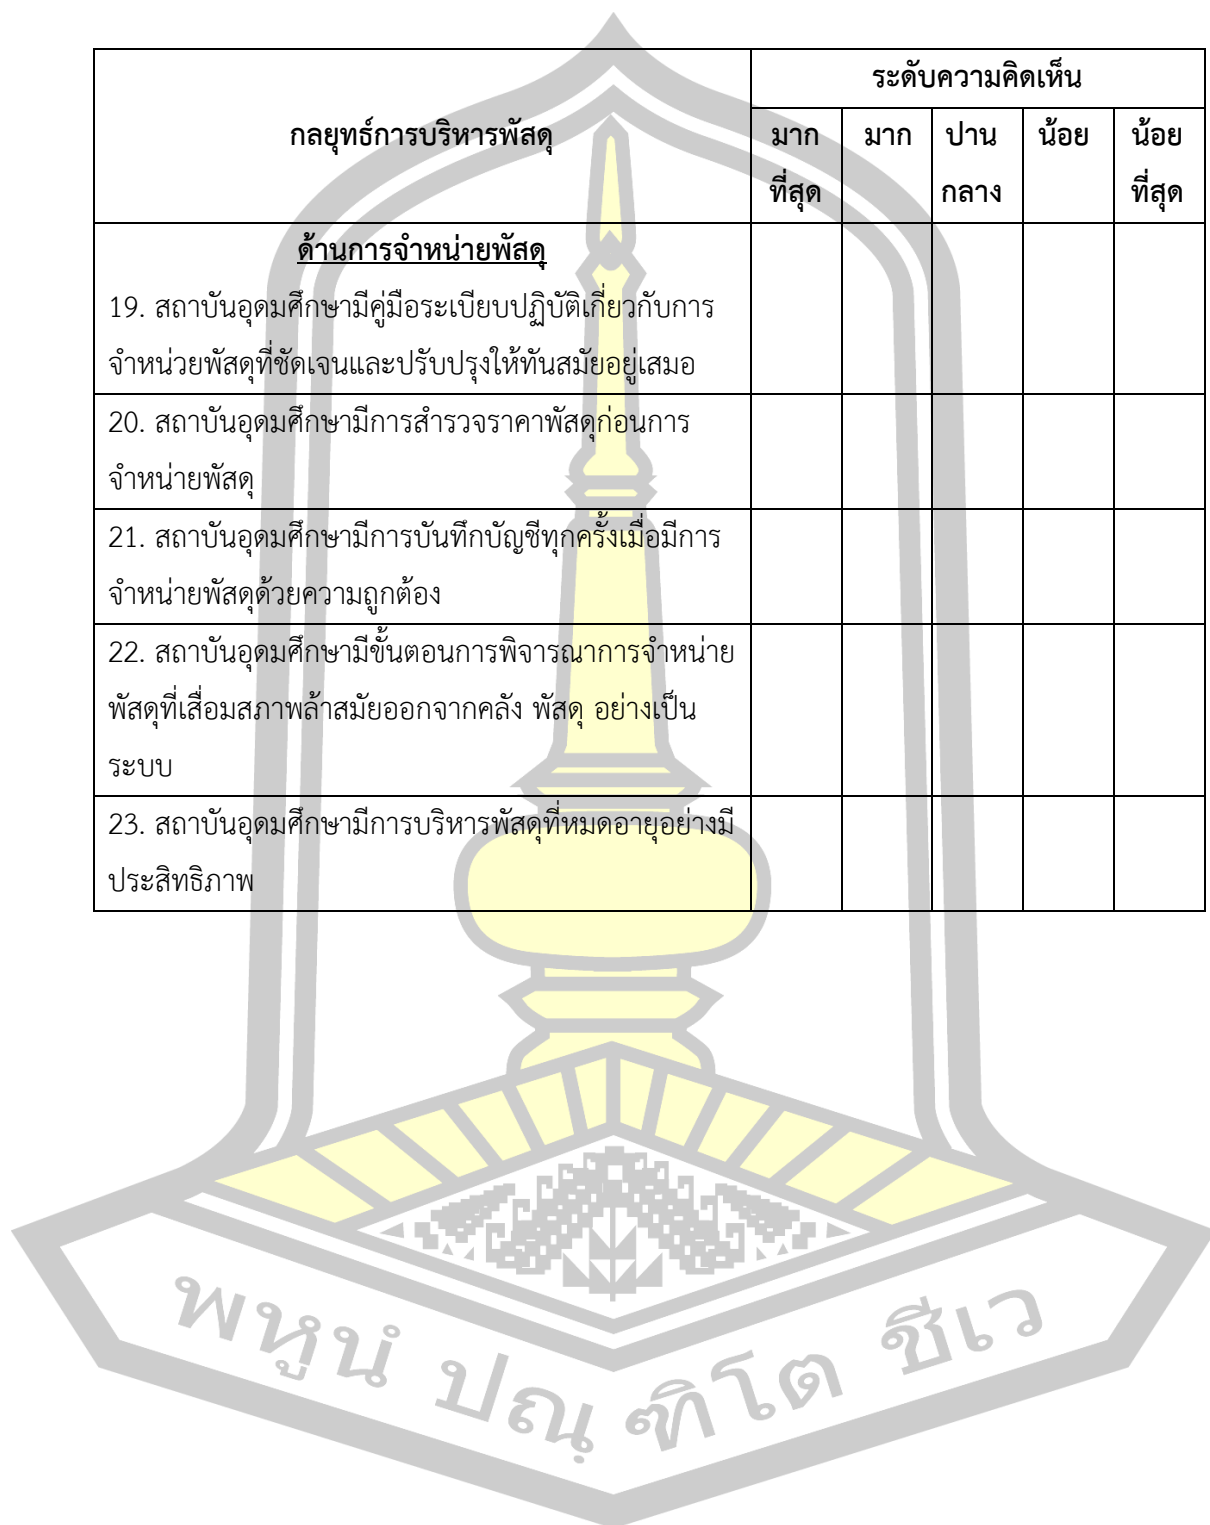 ระดับความคิดเห็น
กลยุทธ์การบริหารพัสดุ
มาก มาก ปาน น้อย น้อย
ที่สุด กลาง ที่สุด
ด้านการจำหน่ายพัสดุ
19. สถาบันอุดมศึกษามีคู่มือระเบียบปฏิบัติเกี่ยวกับการ
จำหน่วยพัสดุที่ชัดเจนและปรับปรุงให้ทันสมัยอยู่เสมอ
20. สถาบันอุดมศึกษามีการสำรวจราคาพัสดุก่อนการ
จำหน่ายพัสดุ
21. สถาบันอุดมศึกษามีการบันทึกบัญชีทุกครั้งเมื่อมีการ
จำหน่ายพัสดุด้วยความถูกต้อง
22. สถาบันอุดมศึกษามีขั้นตอนการพิจารณาการจำหน่าย
พัสดุที่เสื่อมสภาพล้าสมัยออกจากคลัง พัสดุ อย่างเป็น
ระบบ
23. สถาบันอุดมศึกษามีการบริหารพัสดุที่หมดอายุอย่างมี
ประสิทธิภาพ
พหูนํ ปณฺ ฑิโต ชีเว